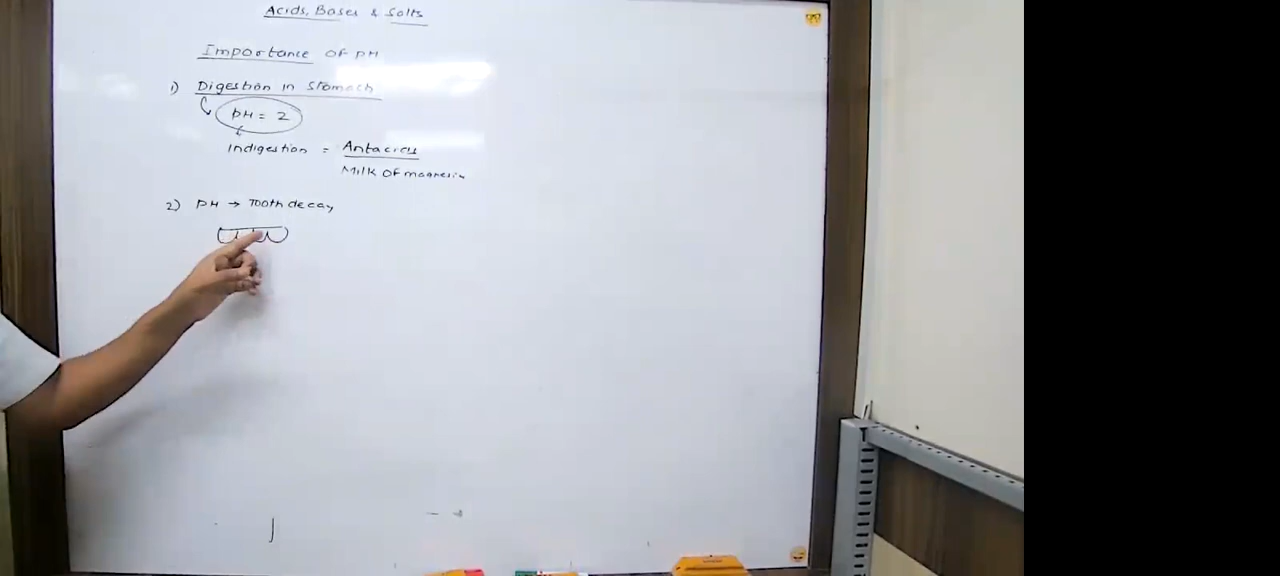 Acids, Bases & Salts
Importance of pH
1) Digestion in Stomach
pH = 2
Indigestion = Antacids
Milk of magnesia
2) pH → Tooth decay